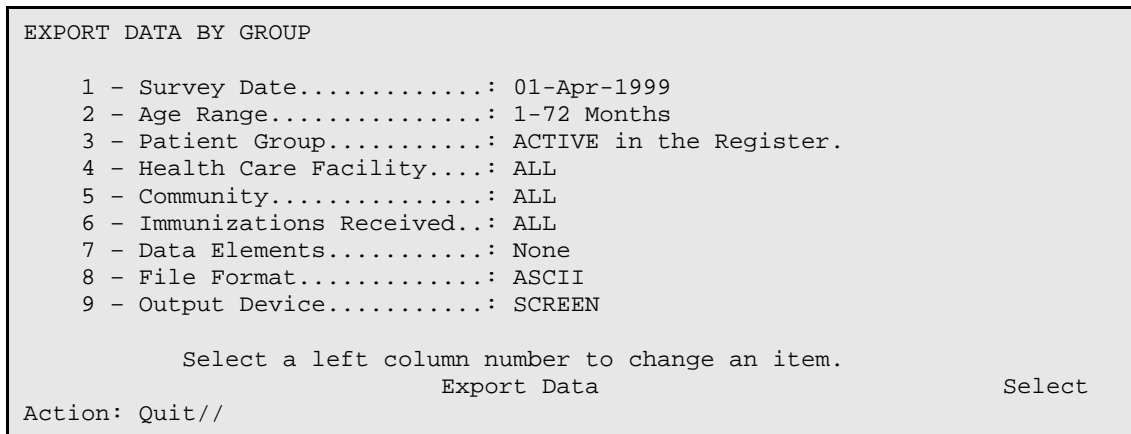 EXPORT DATA BY GROUP
1 – Survey Date.............: 01-Apr-1999
2 – Age Range...............: 1-72 Months
3 – Patient Group...........: ACTIVE in the Register.
4 – Health Care Facility....: ALL
5 – Community...............: ALL
6 – Immunizations Received..: ALL
7 – Data Elements...........: None
8 – File Format.............: ASCII
9 – Output Device...........: SCREEN
Select a left column number to change an item.
Export Data Select
Action: Quit//